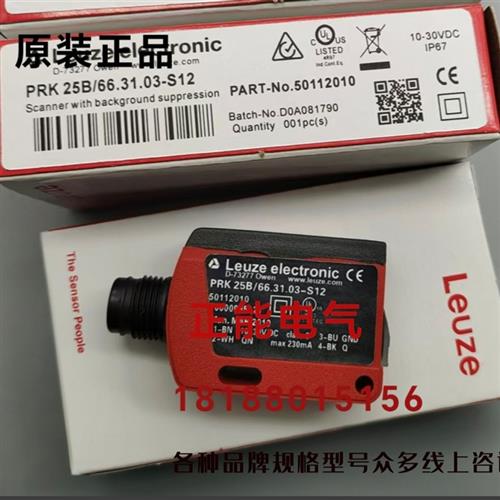 原装正品
Leuze electronic
D-73277 Owen
PRK 25B/66.31.03-S12
Scanner with background suppression
PART-No.50112010
Batch-No.D0A081790
Quantity 001pc(s)
UL
LISTED
10-30VDC
IP67
The Sensor People
Leuze
Leuze electronic CE
D-73277 Owen www.leuze.com
PRK 25B/66.31.03-S12
50112010
1-BN
3-BU GND
2-WH QN max 230mA 4-BK Q
正能电气
18188015156
各种品牌规格型号众多线上咨询